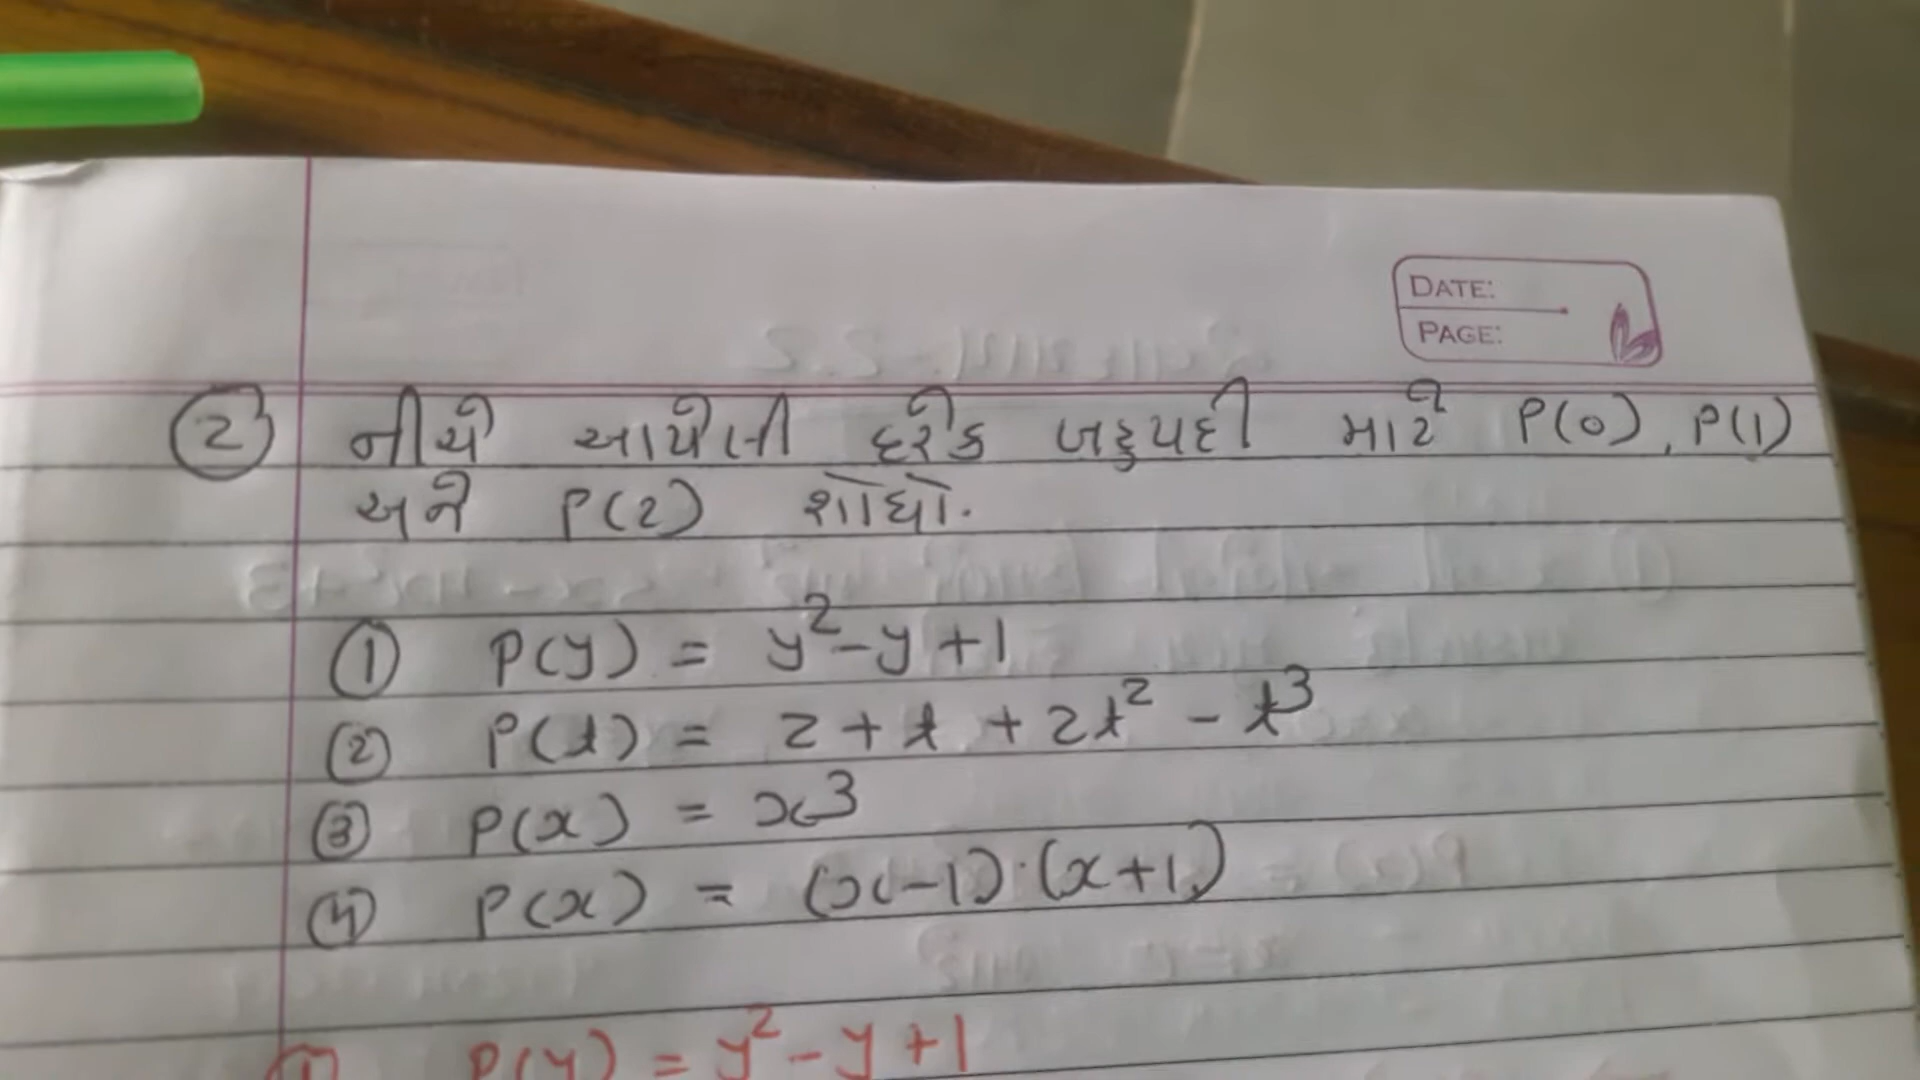 DATE:
PAGE:
② નીચે આપેલી દરેક બહુપદી માટે P(0), P(1)
અને P(2) શોધો.
① P(y) = y² - y + 1
② P(t) = 2 + t + 2t² - t³
③ P(x) = x³
④ P(x) = (x-1)·(x+1)
① P(y) = y² - y + 1